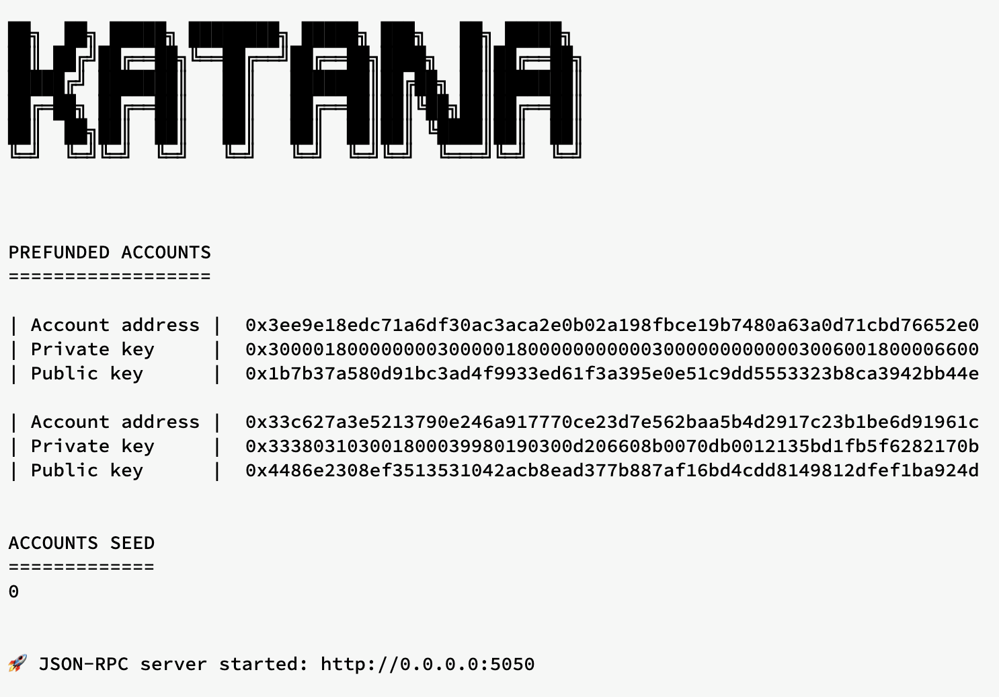 KATANA
PREFUNDED ACCOUNTS
==================
| Account address |  0x3ee9e18edc71a6df30ac3aca2e0b02a198fbce19b7480a63a0d71cbd76652e0
| Private key     |  0x300001800000000300000180000000000030000000000003006001800006600
| Public key      |  0x1b7b37a580d91bc3ad4f9933ed61f3a395e0e51c9dd5553323b8ca3942bb44e
| Account address |  0x33c627a3e5213790e246a917770ce23d7e562baa5b4d2917c23b1be6d91961c
| Private key     |  0x333803103001800039980190300d206608b0070db0012135bd1fb5f6282170b
| Public key      |  0x4486e2308ef3513531042acb8ead377b887af16bd4cdd8149812dfef1ba924d
ACCOUNTS SEED
=============
0
🚀 JSON-RPC server started: http://0.0.0.0:5050